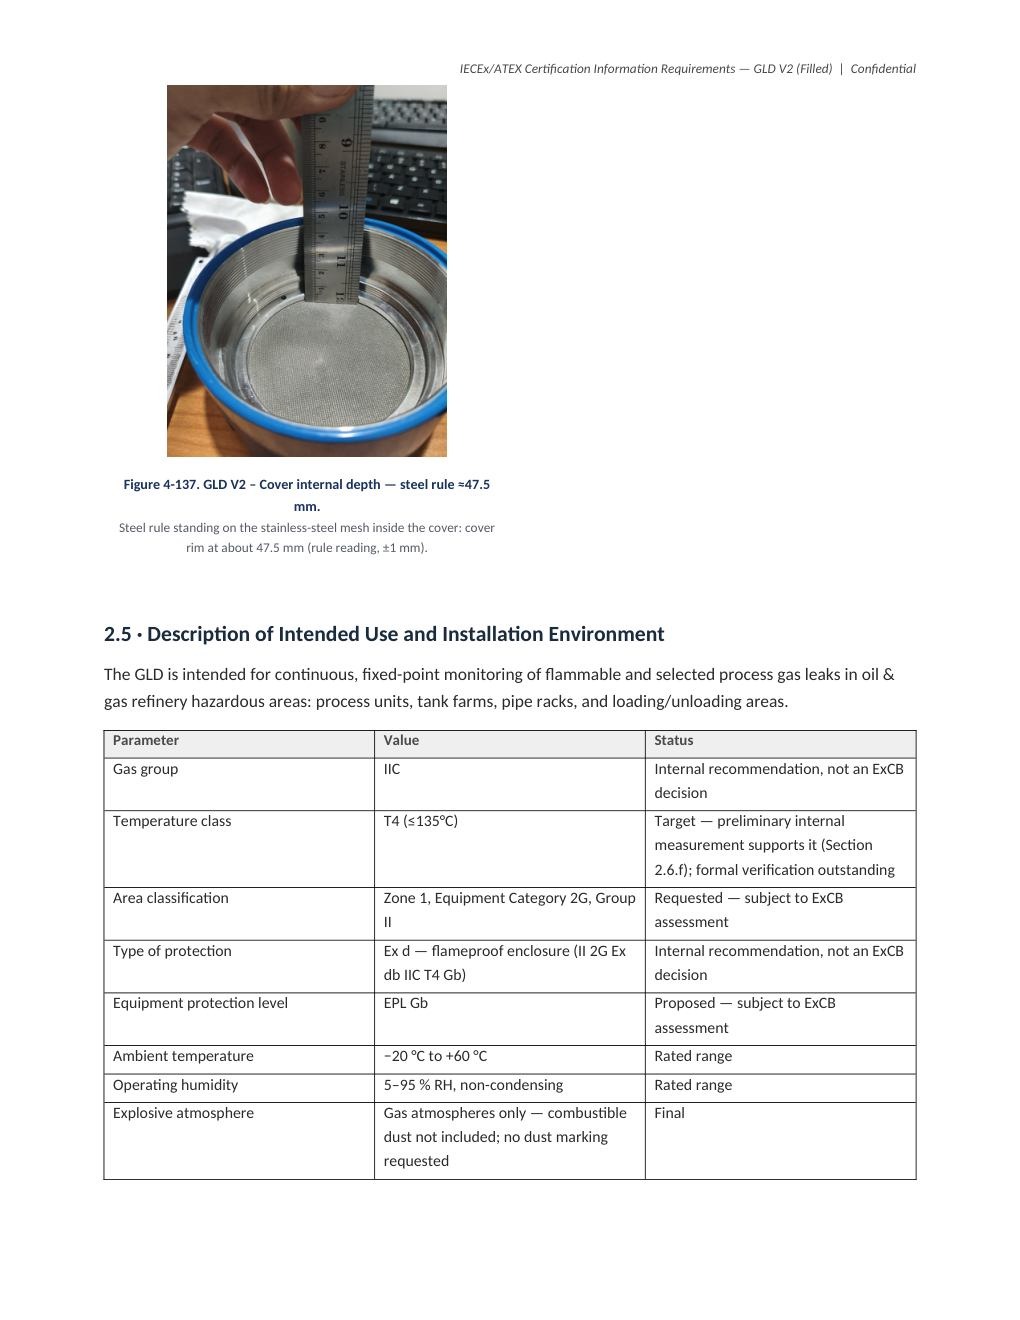 IECEx/ATEX Certification Information Requirements — GLD V2 (Filled) | Confidential
9
STAINLESS
10
11
Figure 4-137. GLD V2 – Cover internal depth — steel rule ≈47.5
mm.
Steel rule standing on the stainless-steel mesh inside the cover: cover
rim at about 47.5 mm (rule reading, ±1 mm).
2.5 · Description of Intended Use and Installation Environment
The GLD is intended for continuous, fixed-point monitoring of flammable and selected process gas leaks in oil &
gas refinery hazardous areas: process units, tank farms, pipe racks, and loading/unloading areas.
Parameter Value Status
Gas group IIC Internal recommendation, not an ExCB
decision
Temperature class T4 (≤135°C) Target — preliminary internal
measurement supports it (Section
2.6.f); formal verification outstanding
Area classification Zone 1, Equipment Category 2G, Group Requested — subject to ExCB
II assessment
Type of protection Ex d — flameproof enclosure (II 2G Ex Internal recommendation, not an ExCB
db IIC T4 Gb) decision
Equipment protection level EPL Gb Proposed — subject to ExCB
assessment
Ambient temperature −20 °C to +60 °C Rated range
Operating humidity 5–95 % RH, non-condensing Rated range
Explosive atmosphere Gas atmospheres only — combustible Final
dust not included; no dust marking
requested